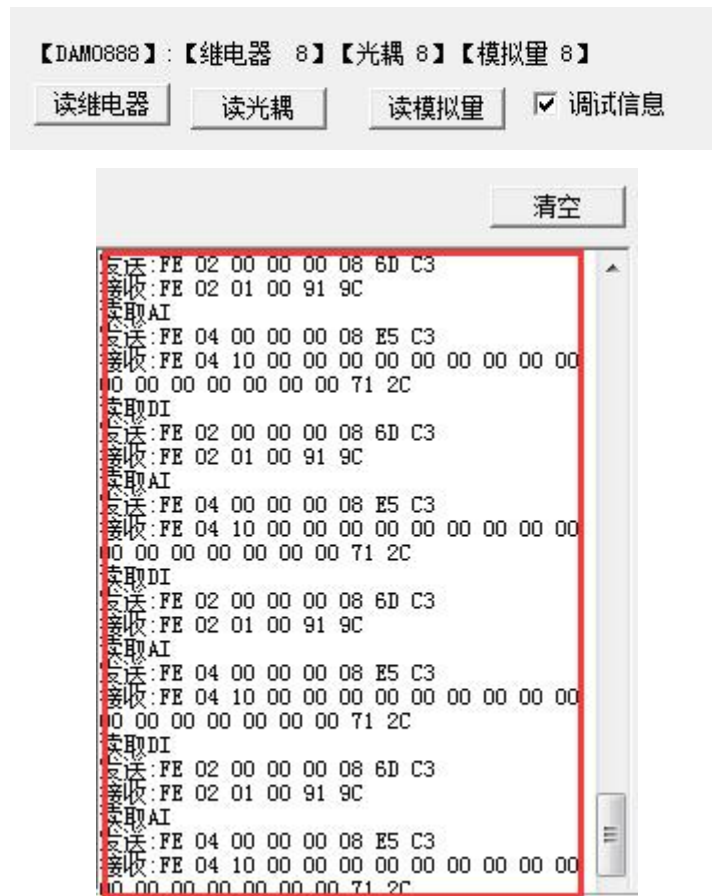 【DAM0888】:【继电器 8】【光耦 8】【模拟量 8】
读继电器 读光耦 读模拟量 调试信息
清空
发送:FE 02 00 00 00 08 6D C3
接收:FE 02 01 00 91 9C
读取AI
发送:FE 04 00 00 00 08 E5 C3
接收:FE 04 10 00 00 00 00 00 00 00 00 00
00 00 00 00 00 00 00 71 2C
读取DI
发送:FE 02 00 00 00 08 6D C3
接收:FE 02 01 00 91 9C
读取AI
发送:FE 04 00 00 00 08 E5 C3
接收:FE 04 10 00 00 00 00 00 00 00 00 00
00 00 00 00 00 00 00 71 2C
读取DI
发送:FE 02 00 00 00 08 6D C3
接收:FE 02 01 00 91 9C
读取AI
发送:FE 04 00 00 00 08 E5 C3
接收:FE 04 10 00 00 00 00 00 00 00 00 00
00 00 00 00 00 00 00 71 2C
读取DI
发送:FE 02 00 00 00 08 6D C3
接收:FE 02 01 00 91 9C
读取AI
发送:FE 04 00 00 00 08 E5 C3
接收:FE 04 10 00 00 00 00 00 00 00 00 00
00 00 00 00 00 00 00 71 2C